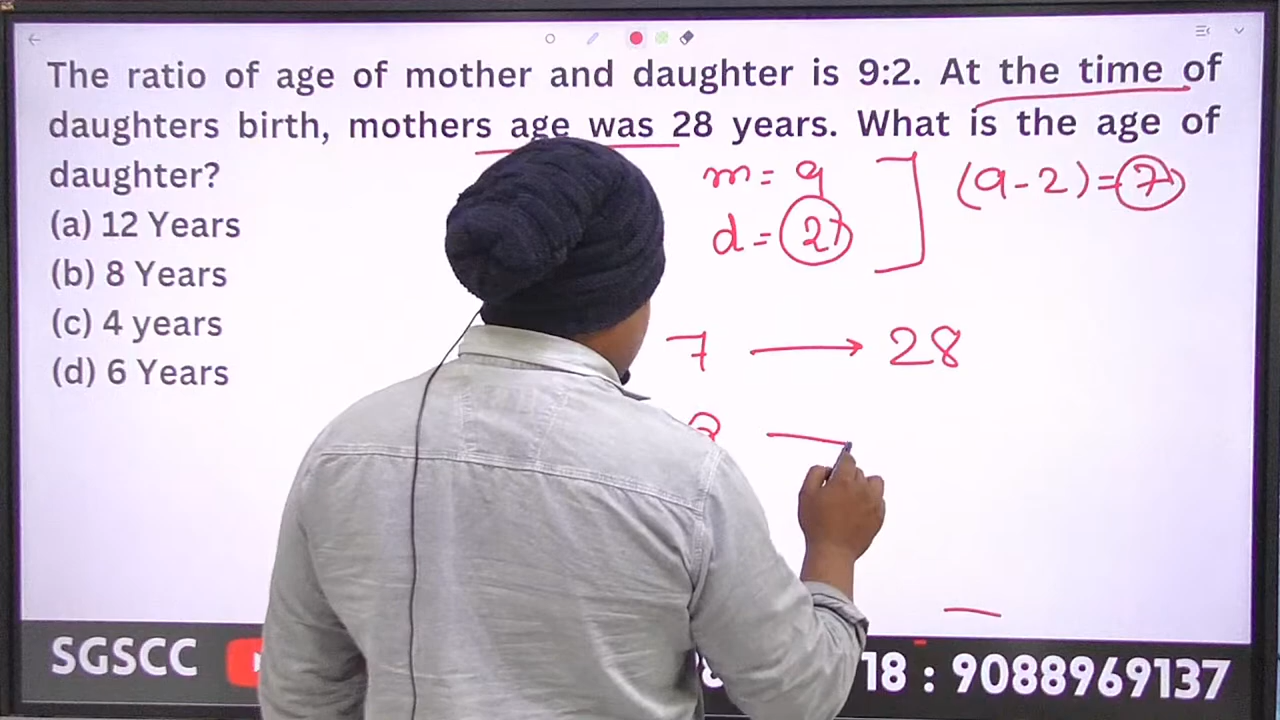 The ratio of age of mother and daughter is 9:2. At the time of
daughters birth, mothers age was 28 years. What is the age of
daughter?
(a) 12 Years
(b) 8 Years
(c) 4 years
(d) 6 Years
m = 9
d = 2
(9-2) = 7
7 → 28
2
SGSCC
18 : 9088969137